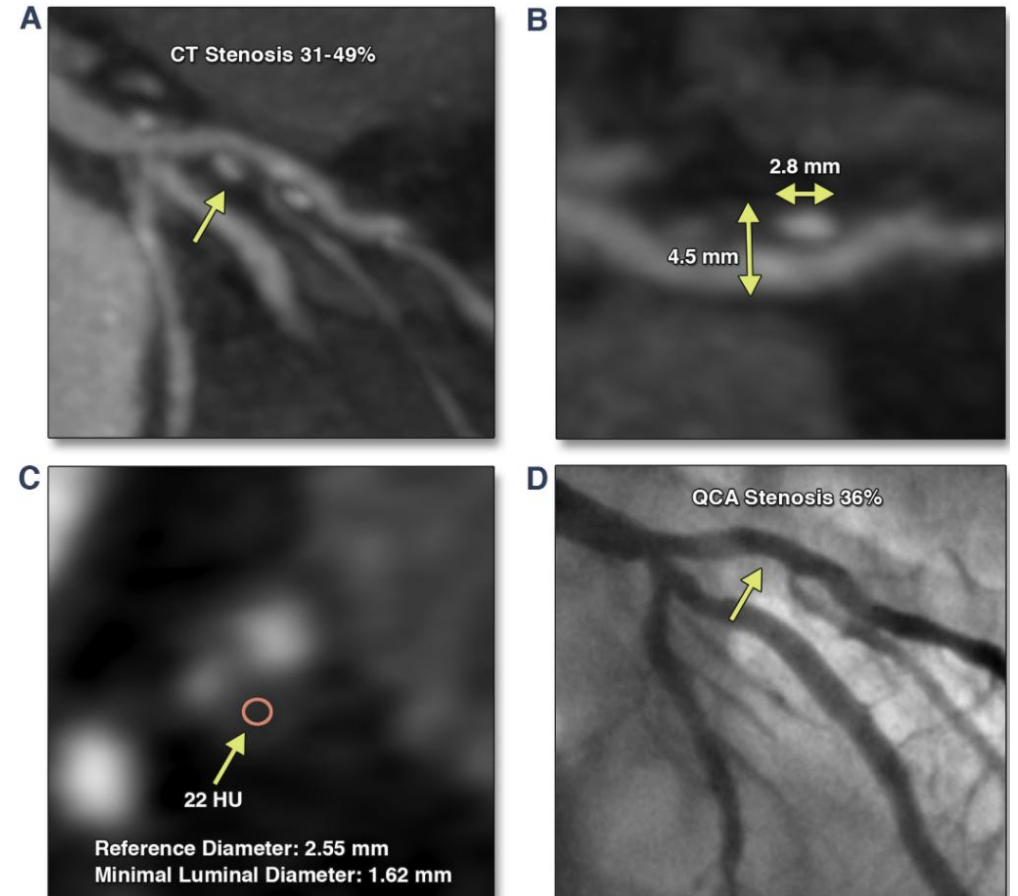 A
CT Stenosis 31-49%
B
2.8 mm
4.5 mm
C
22 HU
Reference Diameter: 2.55 mm
Minimal Luminal Diameter: 1.62 mm
D
QCA Stenosis 36%